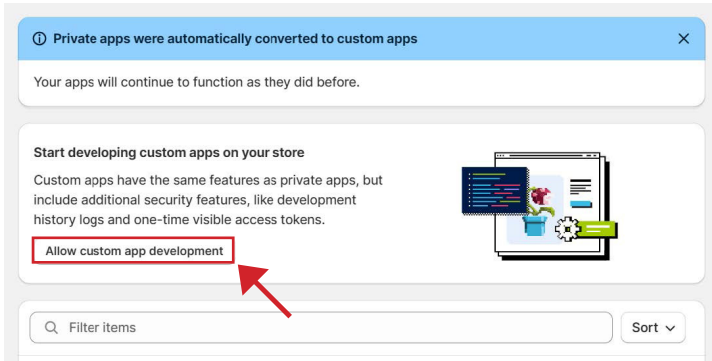 Private apps were automatically converted to custom apps
Your apps will continue to function as they did before.
Start developing custom apps on your store
Custom apps have the same features as private apps, but
include additional security features, like development
history logs and one-time visible access tokens.
Allow custom app development
Filter items
Sort